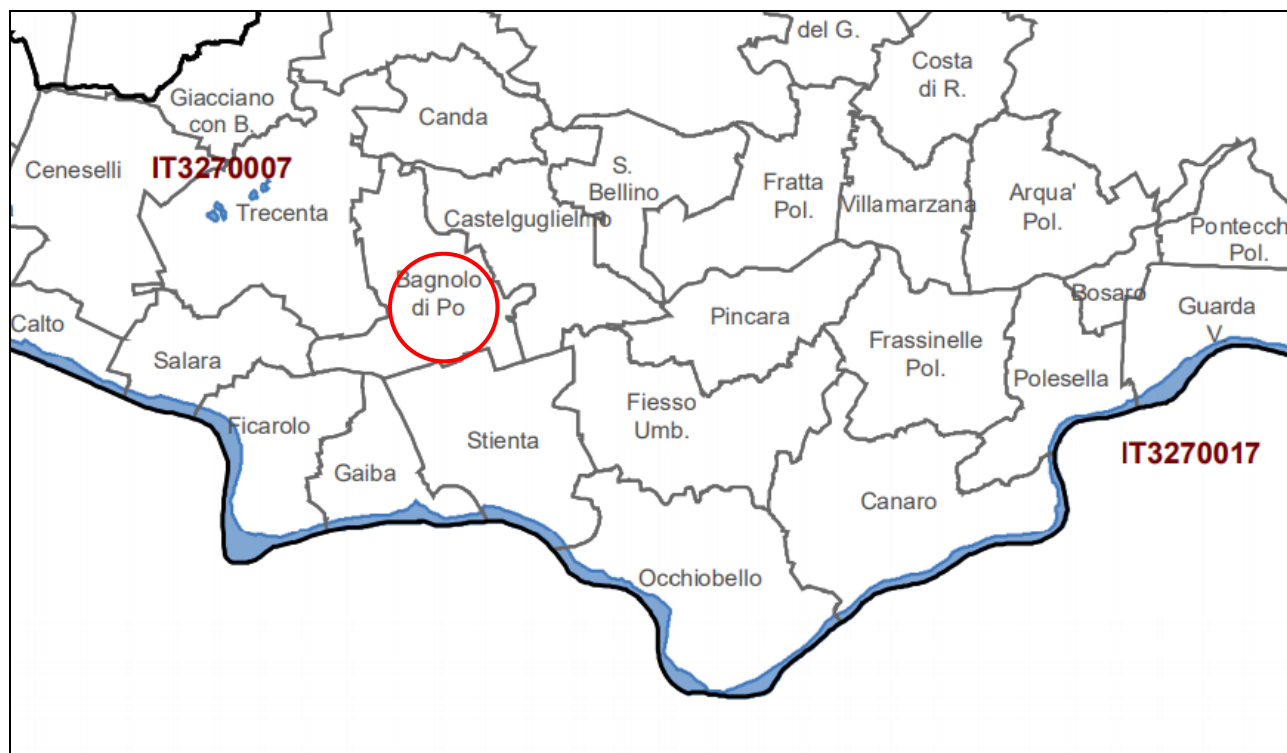 del G.
Costa
di R.
Giacciano
con B.
Canda
Ceneselli
IT3270007
S.
Bellino
Fratta
Pol.
Villamarzana
Arqua'
Pol.
Trecenta
Castelguglielmo
Pontecch
Pol.
Bagnolo
di Po
Bosaro
Guarda
V
Calto
Salara
Pincara
Frassinelle
Pol.
Polesella
Ficarolo
Fiesso
Umb.
Stienta
Gaiba
IT3270017
Canaro
Occhiobello